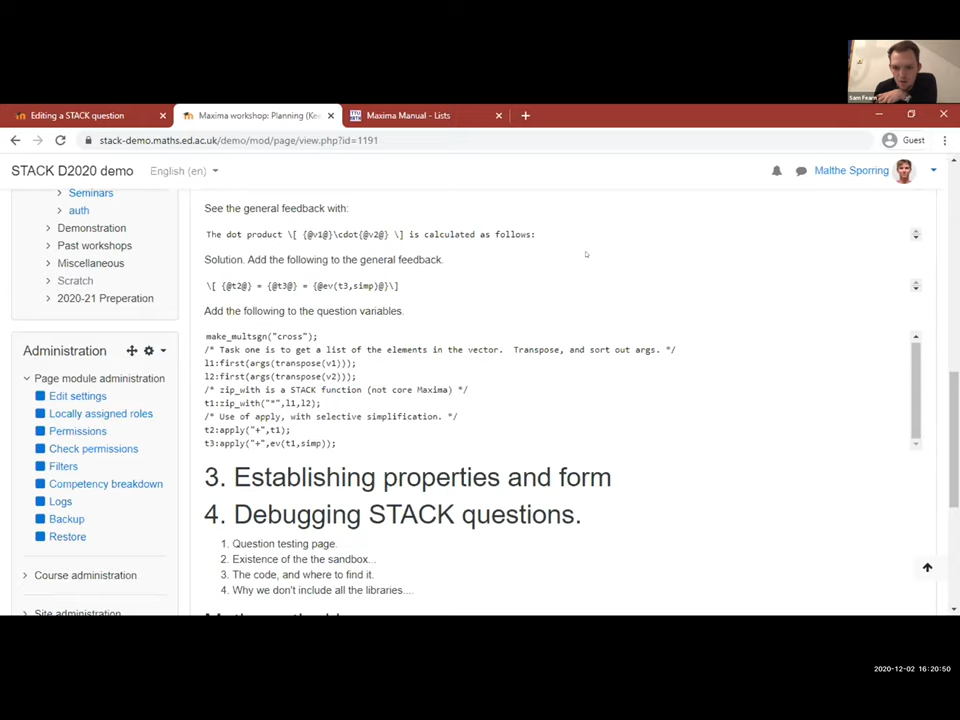 Sam Fearn
Editing a STACK question
Maxima workshop: Planning (Ke
Maxima Manual - Lists
stack-demo.maths.ed.ac.uk/demo/mod/page/view.php?id=1191
Guest
STACK D2020 demo
English (en)
Malthe Sporring
Seminars
auth
Demonstration
Past workshops
Miscellaneous
Scratch
2020-21 Preperation
Administration
Page module administration
Edit settings
Locally assigned roles
Permissions
Check permissions
Filters
Competency breakdown
Logs
Backup
Restore
Course administration
Site administration
See the general feedback with:
The dot product \[ {@v1@}\cdot{@v2@} \] is calculated as follows:
Solution. Add the following to the general feedback.
\[ {@t2@} = {@t3@} = {@ev(t3,simp)@}\]
Add the following to the question variables.
make_multsgn("cross");
/* Task one is to get a list of the elements in the vector.  Transpose, and sort out args. */
l1:first(args(transpose(v1)));
l2:first(args(transpose(v2)));
/* zip_with is a STACK function (not core Maxima) */
t1:zip_with("*",l1,l2);
/* Use of apply, with selective simplification. */
t2:apply("+",t1);
t3:apply("+",ev(t1,simp));
3. Establishing properties and form
4. Debugging STACK questions.
1. Question testing page.
2. Existence of the the sandbox...
3. The code, and where to find it.
4. Why we don't include all the libraries....
2020-12-02 16:20:50